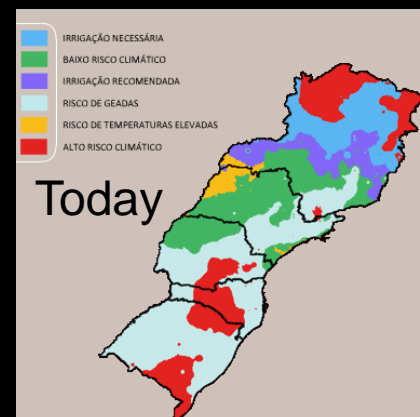 IRRIGAÇÃO NECESSÁRIA
BAIXO RISCO CLIMÁTICO
IRRIGAÇÃO RECOMENDADA
RISCO DE GEADAS
RISCO DE TEMPERATURAS ELEVADAS
ALTO RISCO CLIMÁTICO
Today